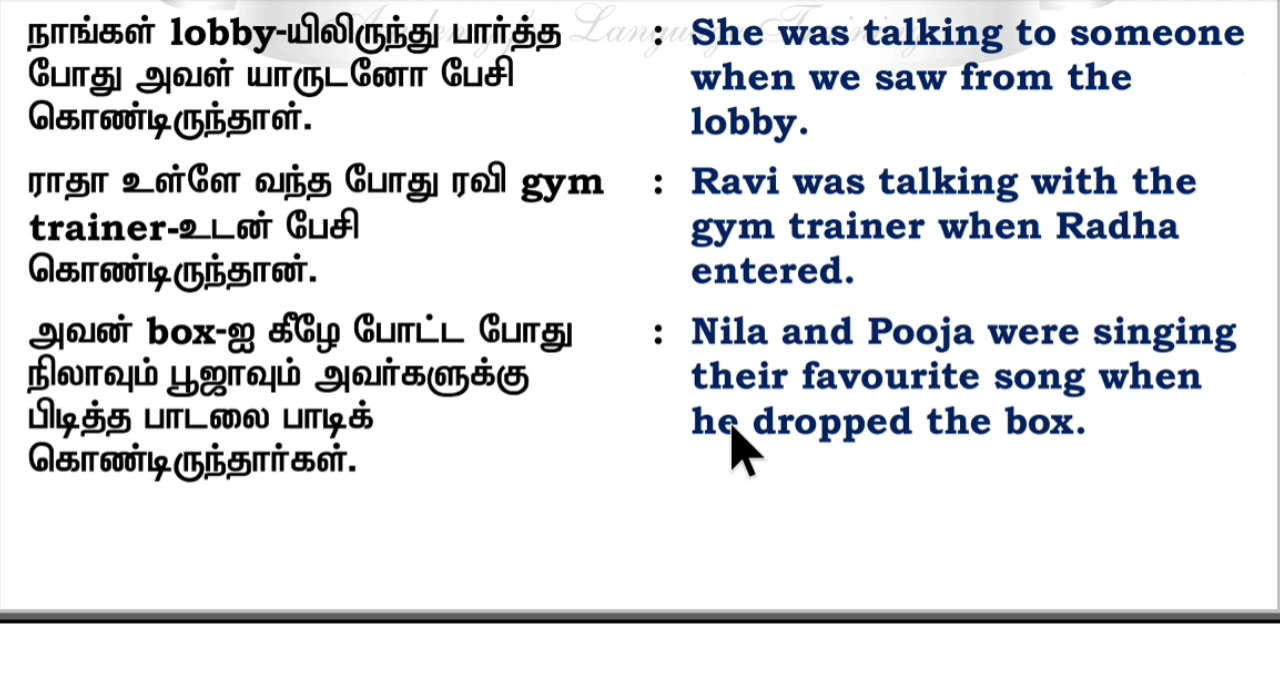 நாங்கள் lobby-யிலிருந்து பார்த்த : She was talking to someone
போது அவள் யாருடனோ பேசி when we saw from the
கொண்டிருந்தாள். lobby.
ராதா உள்ளே வந்த போது ரவி gym : Ravi was talking with the
trainer-உடன் பேசி gym trainer when Radha
கொண்டிருந்தான். entered.
அவன் box-ஐ கீழே போட்ட போது : Nila and Pooja were singing
நிலாவும் பூஜாவும் அவர்களுக்கு their favourite song when
பிடித்த பாடலை பாடிக் he dropped the box.
கொண்டிருந்தார்கள்.